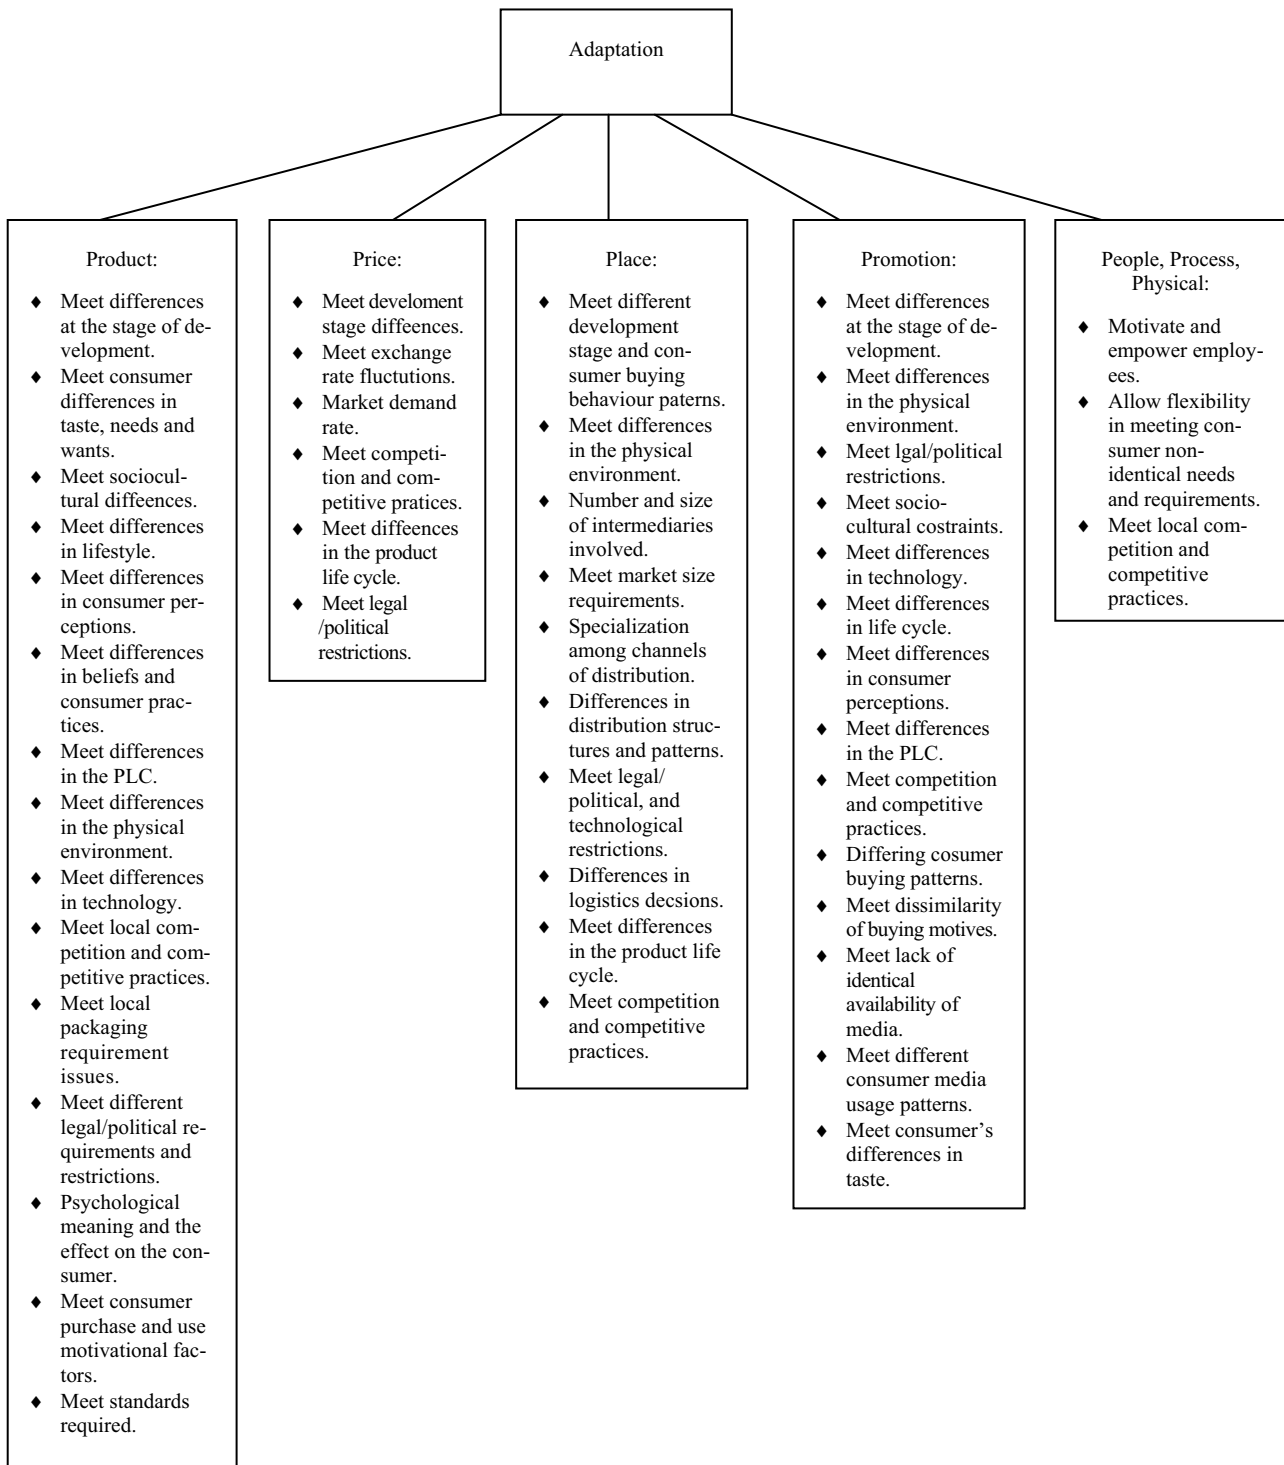 Adaptation
Product:
♦ Meet differences
at the stage of de-
velopment.
♦ Meet consumer
differences in
taste, needs and
wants.
♦ Meet sociocul-
tural diffeences.
♦ Meet differences
in lifestyle.
♦ Meet differences
in consumer per-
ceptions.
♦ Meet differences
in beliefs and
consumer prac-
tices.
♦ Meet differences
in the PLC.
♦ Meet differences
in the physical
environment.
♦ Meet differences
in technology.
♦ Meet local com-
petition and com-
petitive practices.
♦ Meet local
packaging
requirement
issues.
♦ Meet different
legal/political re-
quirements and
restrictions.
♦ Psychological
meaning and the
effect on the con-
sumer.
♦ Meet consumer
purchase and use
motivational fac-
tors.
♦ Meet standards
required.
Price:
♦ Meet develoment
stage diffeences.
♦ Meet exchange
rate fluctutions.
♦ Market demand
rate.
♦ Meet competi-
tion and com-
petitive pratices.
♦ Meet diffeences
in the product
life cycle.
♦ Meet legal
/political
restrictions.
Place:
♦ Meet different
development
stage and con-
sumer buying
behaviour paterns.
♦ Meet differences
in the physical
environment.
♦ Number and size
of intermediaries
involved.
♦ Meet market size
requirements.
♦ Specialization
among channels
of distribution.
♦ Differences in
distribution struc-
tures and patterns.
♦ Meet legal/
political, and
technological
restrictions.
♦ Differences in
logistics decsions.
♦ Meet differences
in the product life
cycle.
♦ Meet competition
and competitive
practices.
Promotion:
♦ Meet differences
at the stage of de-
velopment.
♦ Meet differences
in the physical
environment.
♦ Meet lgal/political
restrictions.
♦ Meet socio-
cultural costraints.
♦ Meet differences
in technology.
♦ Meet differences
in life cycle.
♦ Meet differences
in consumer
perceptions.
♦ Meet differences
in the PLC.
♦ Meet competition
and competitive
practices.
♦ Differing cosumer
buying patterns.
♦ Meet dissimilarity
of buying motives.
♦ Meet lack of
identical
availability of
media.
♦ Meet different
consumer media
usage patterns.
♦ Meet consumer’s
differences in
taste.
People, Process,
Physical:
♦ Motivate and
empower employ-
ees.
♦ Allow flexibility
in meeting con-
sumer non-
identical needs
and requirements.
♦ Meet local com-
petition and
competitive
practices.